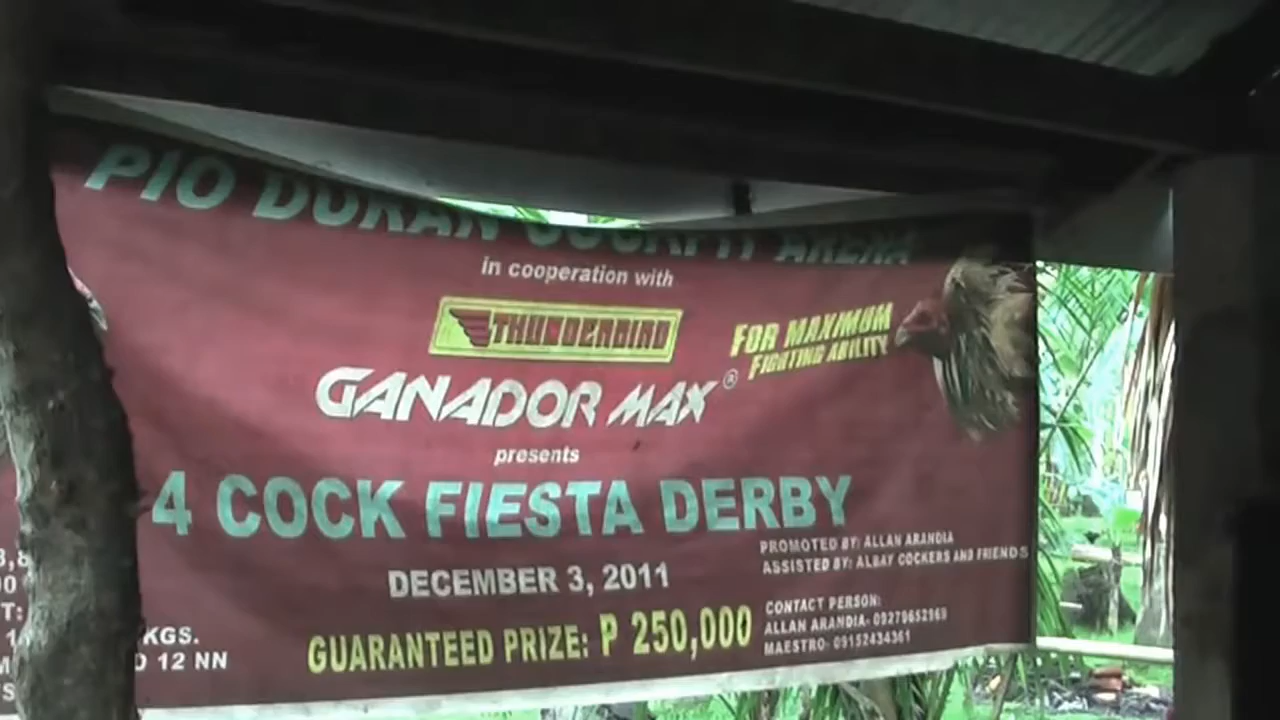 PIO DURAN COCKPIT ARENA
in cooperation with
THUNDERBIRD
FOR MAXIMUM
FIGHTING ABILITY
GANADOR MAX®
presents
4 COCK FIESTA DERBY
DECEMBER 3, 2011
GUARANTEED PRIZE: P 250,000
PROMOTED BY: ALLAN ARANDIA
ASSISTED BY: ALBAY COCKERS AND FRIENDS
CONTACT PERSON:
ALLAN ARANDIA- 09279652969
MAESTRO- 09152434361
KGS.
12 NN